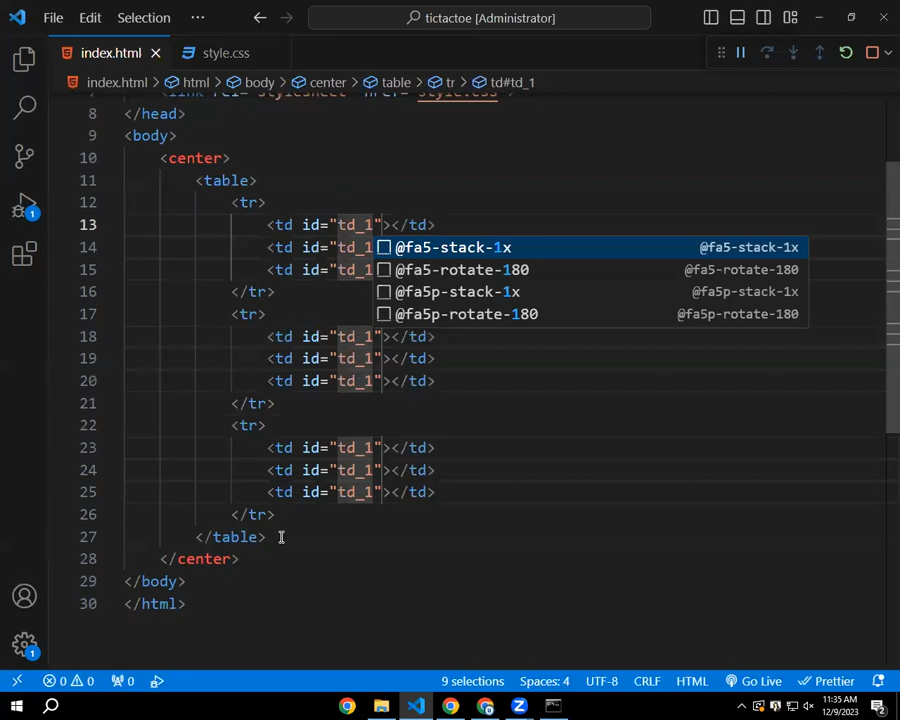 File Edit Selection ··· tictactoe [Administrator]
index.html style.css
index.html > html > body > center > table > tr > td#td_1
8 </head>
9 <body>
10 <center>
11 <table>
12 <tr>
13 <td id="td_1"></td>
14 <td id="td_1
@fa5-stack-1x @fa5-stack-1x
15 <td id="td_1
@fa5-rotate-180 @fa5-rotate-180
16 </tr>
@fa5p-stack-1x @fa5p-stack-1x
17 <tr>
@fa5p-rotate-180 @fa5p-rotate-180
18 <td id="td_1"></td>
19 <td id="td_1"></td>
20 <td id="td_1"></td>
21 </tr>
22 <tr>
23 <td id="td_1"></td>
24 <td id="td_1"></td>
25 <td id="td_1"></td>
26 </tr>
27 </table>
28 </center>
29 </body>
30 </html>
1
1
0 0 0 9 selections Spaces: 4 UTF-8 CRLF HTML Go Live Prettier
11:35 AM
12/9/2023 2